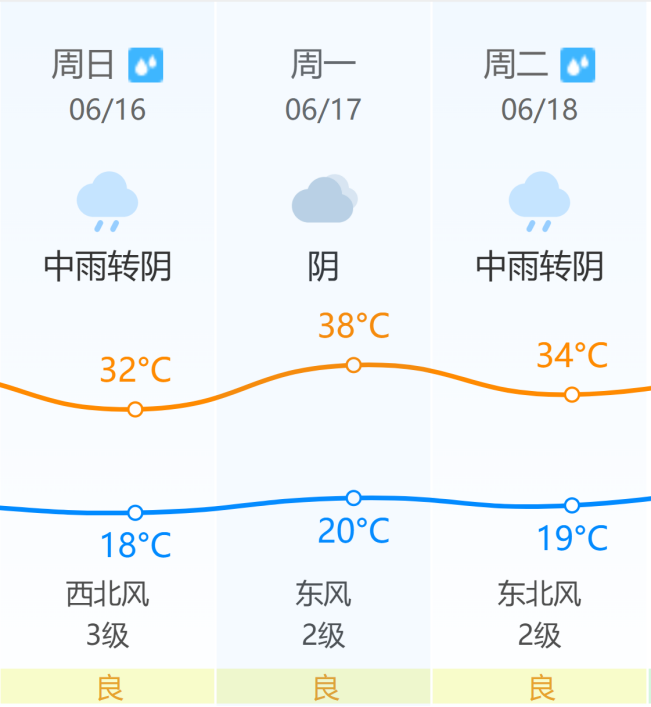 周日 周一 周二
06/16 06/17 06/18
中雨转阴 阴 中雨转阴
38°C
34°C
32°C
20°C
19°C
18°C
西北风 东风 东北风
3级 2级 2级
良 良 良